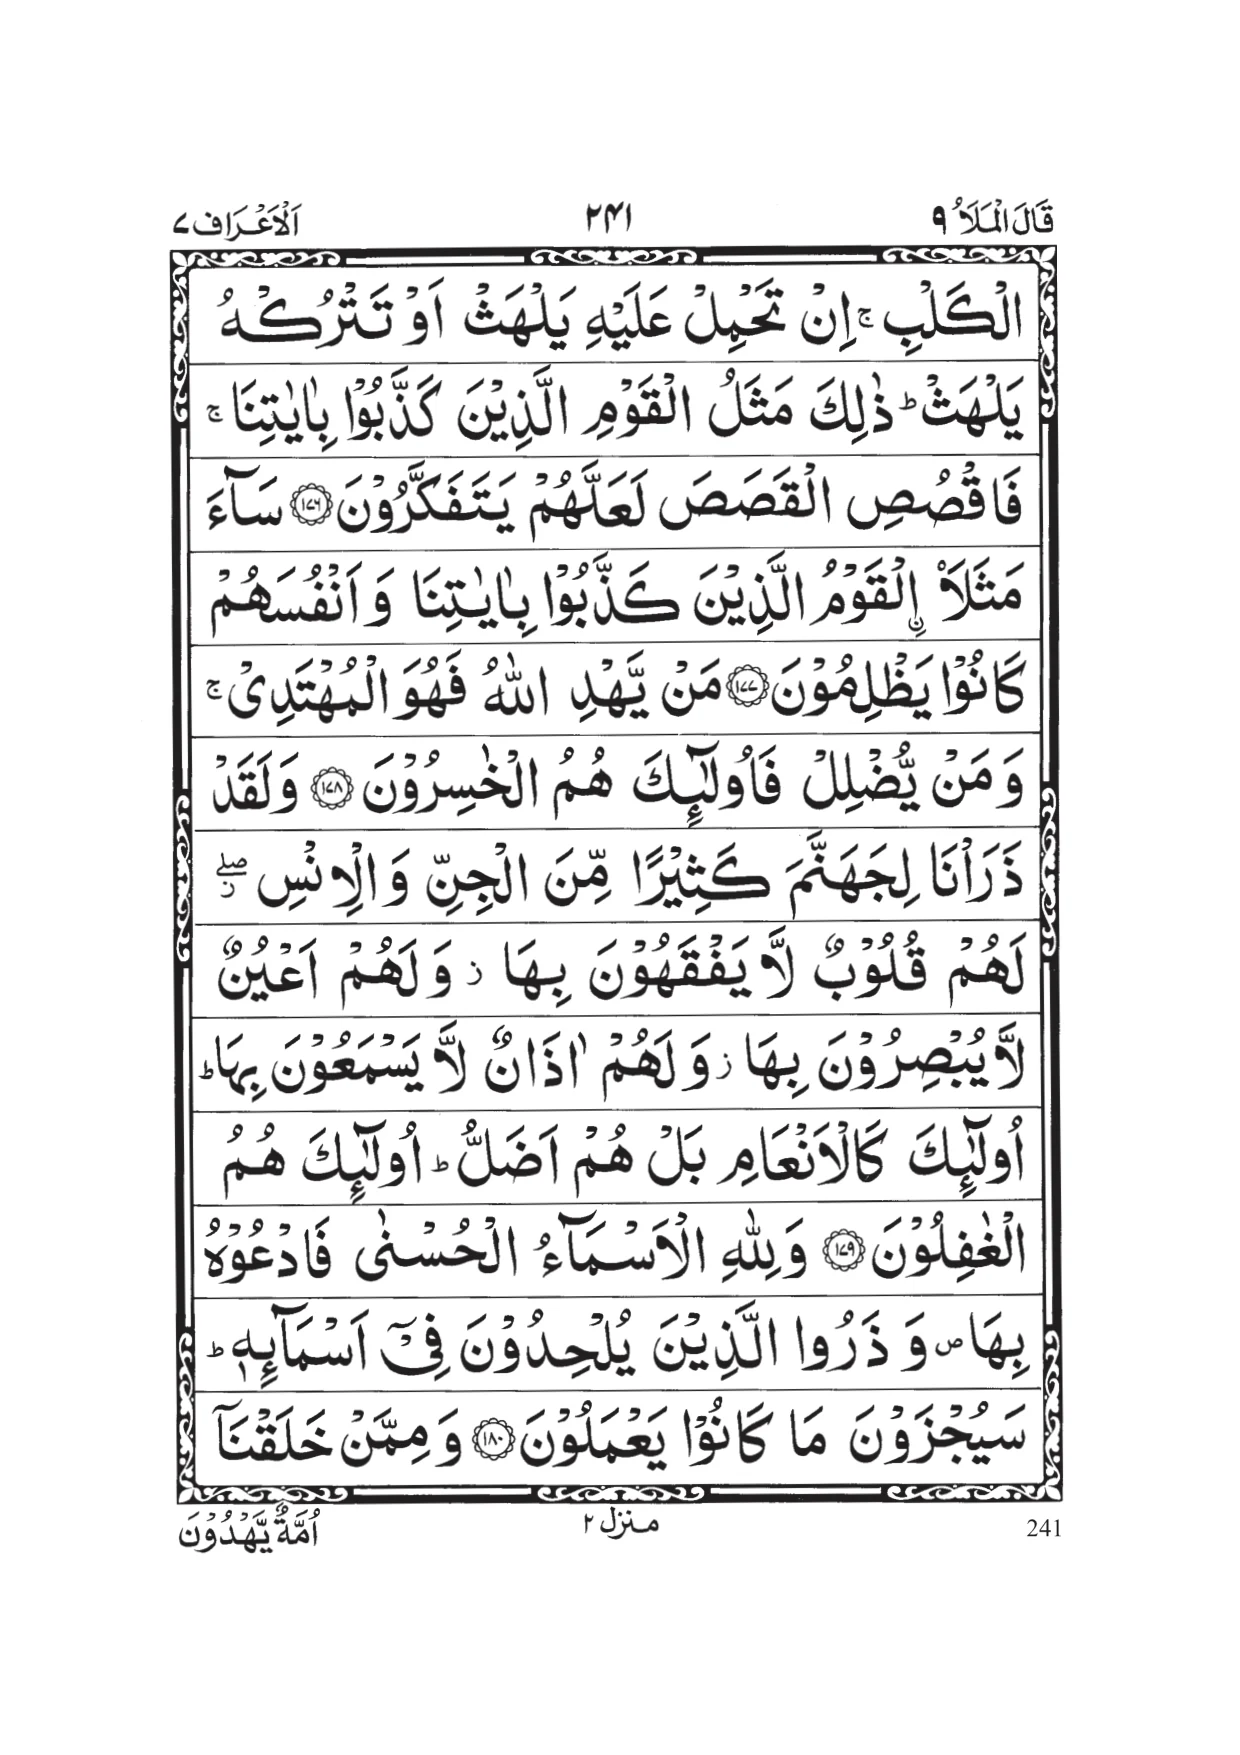 قَالَ الْمَلَاُ ٩
٢٤١
اَلْاَعْرَاف ٧
الْكَلْبِ ۚ اِنْ تَحْمِلْ عَلَيْهِ يَلْهَثْ اَوْ تَتْرُكْهُ
يَلْهَثْ ؕ ذٰلِكَ مَثَلُ الْقَوْمِ الَّذِيْنَ كَذَّبُوْا بِاٰيٰتِنَا ۚ
فَاقْصُصِ الْقَصَصَ لَعَلَّهُمْ يَتَفَكَّرُوْنَ ﴿١٧٦﴾ سَآءَ
مَثَلَاْ ۨالْقَوْمُ الَّذِيْنَ كَذَّبُوْا بِاٰيٰتِنَا وَ اَنْفُسَهُمْ
كَانُوْا يَظْلِمُوْنَ ﴿١٧٧﴾ مَنْ يَّهْدِ اللّٰهُ فَهُوَ الْمُهْتَدِىْ ۚ
وَ مَنْ يُّضْلِلْ فَاُولٰٓئِكَ هُمُ الْخٰسِرُوْنَ ﴿١٧٨﴾ وَ لَقَدْ
ذَرَاْنَا لِجَهَنَّمَ كَثِيْرًا مِّنَ الْجِنِّ وَ الْاِنْسِ ۖز
لَهُمْ قُلُوْبٌ لَّا يَفْقَهُوْنَ بِهَا ز وَ لَهُمْ اَعْيُنٌ
لَّا يُبْصِرُوْنَ بِهَا ز وَ لَهُمْ اٰذَانٌ لَّا يَسْمَعُوْنَ بِهَا ؕ
اُولٰٓئِكَ كَالْاَنْعَامِ بَلْ هُمْ اَضَلُّ ؕ اُولٰٓئِكَ هُمُ
الْغٰفِلُوْنَ ﴿١٧٩﴾ وَ لِلّٰهِ الْاَسْمَآءُ الْحُسْنٰى فَادْعُوْهُ
بِهَا ص وَ ذَرُوا الَّذِيْنَ يُلْحِدُوْنَ فِىْٓ اَسْمَآئِهٖ ؕ
سَيُجْزَوْنَ مَا كَانُوْا يَعْمَلُوْنَ ﴿١٨٠﴾ وَ مِمَّنْ خَلَقْنَآ
اُمَّةٌ يَّهْدُوْنَ
منزل ٢
241